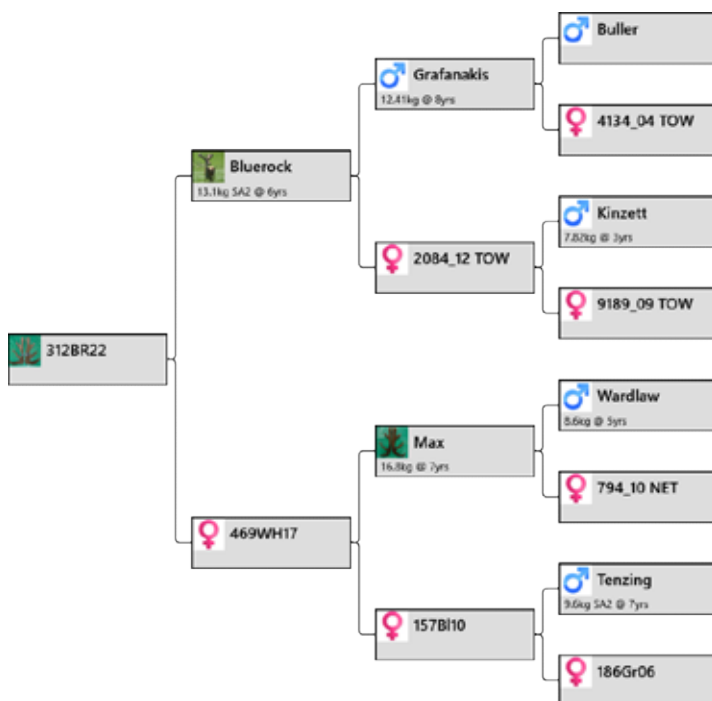 Buller
Grafanakis
12.41kg @ 8yrs
4134_04 TOW
Bluerock
13.1kg SA2 @ 6yrs
Kinzett
7.82kg @ 3yrs
2084_12 TOW
9189_09 TOW
312BR22
Wardlaw
8.6kg @ 5yrs
Max
16.8kg @ 7yrs
794_10 NET
469WH17
Tenzing
9.6kg SA2 @ 7yrs
157Bl10
186Gr06